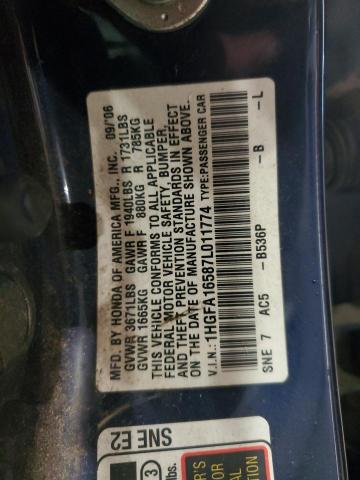 MFD. BY HONDA OF AMERICA MFG., INC. 09/'06
GVWR 3671LBS GAWR F 1940LBS R 1731LBS
GVWR 1665KG GAWR F 880KG R 785KG
THIS VEHICLE CONFORMS TO ALL APPLICABLE
FEDERAL MOTOR VEHICLE SAFETY, BUMPER,
AND THEFT PREVENTION STANDARDS IN EFFECT
ON THE DATE OF MANUFACTURE SHOWN ABOVE.
V.I.N.: 1HGFA16587L011774 TYPE:PASSENGER CAR
SNE 7 AC5 -B536P -B -L
SNE E2
3
lbs.